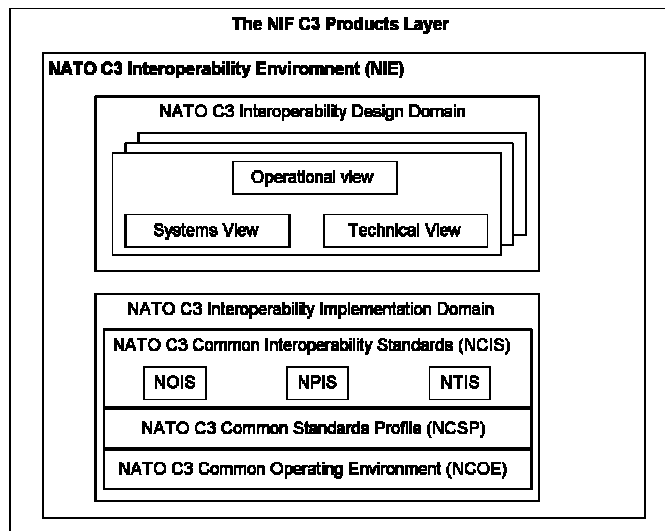 The NIF C3 Products Layer
NATO C3 Interoperability Enviromnent (NIE)
NATO C3 Interoperability Design Domain
Operational view
Systems View
Technical View
NATO C3 Interoperability Implementation Domain
NATO C3 Common Interoperability Standards (NCIS)
NOIS
NPIS
NTIS
NATO C3 Common Standards Profile (NCSP)
NATO C3 Common Operating Environment (NCOE)